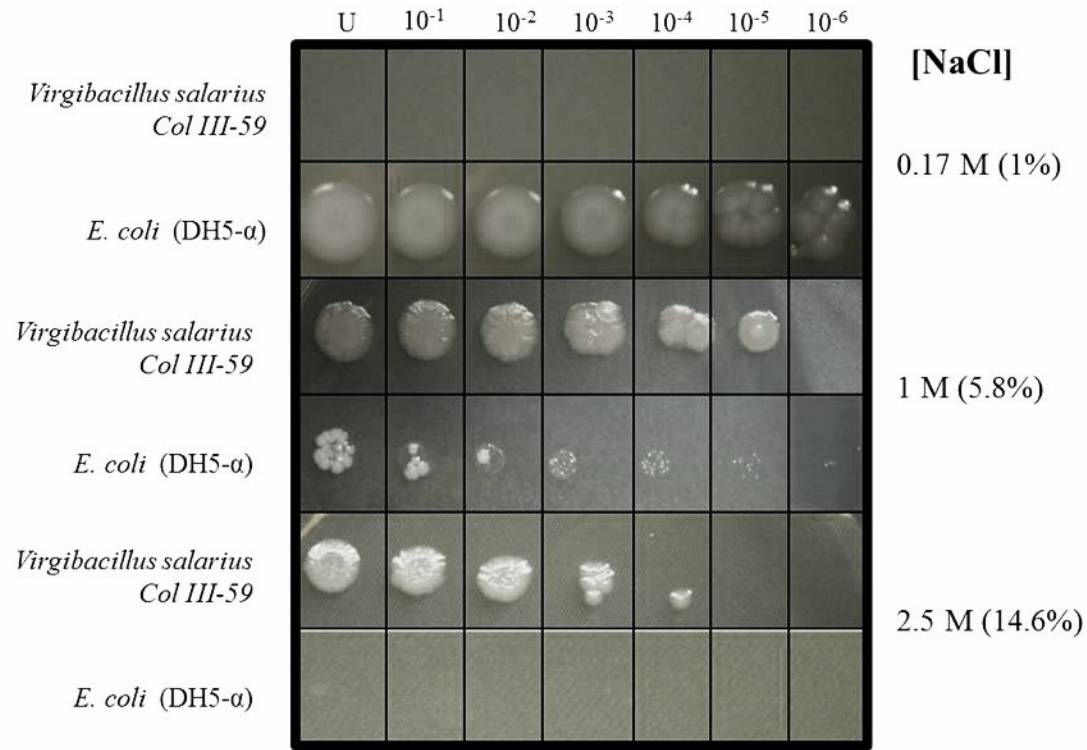 U 10⁻¹ 10⁻² 10⁻³ 10⁻⁴ 10⁻⁵ 10⁻⁶
[NaCl]
Virgibacillus salarius
Col III-59
0.17 M (1%)
E. coli (DH5-α)
Virgibacillus salarius
Col III-59
1 M (5.8%)
E. coli (DH5-α)
Virgibacillus salarius
Col III-59
2.5 M (14.6%)
E. coli (DH5-α)